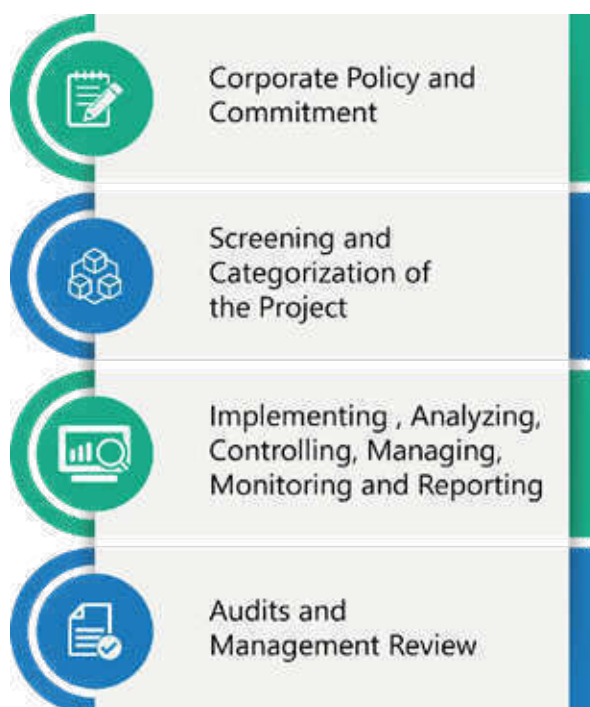 Corporate Policy and
Commitment
Screening and
Categorization of
the Project
Implementing , Analyzing,
Controlling, Managing,
Monitoring and Reporting
Audits and
Management Review